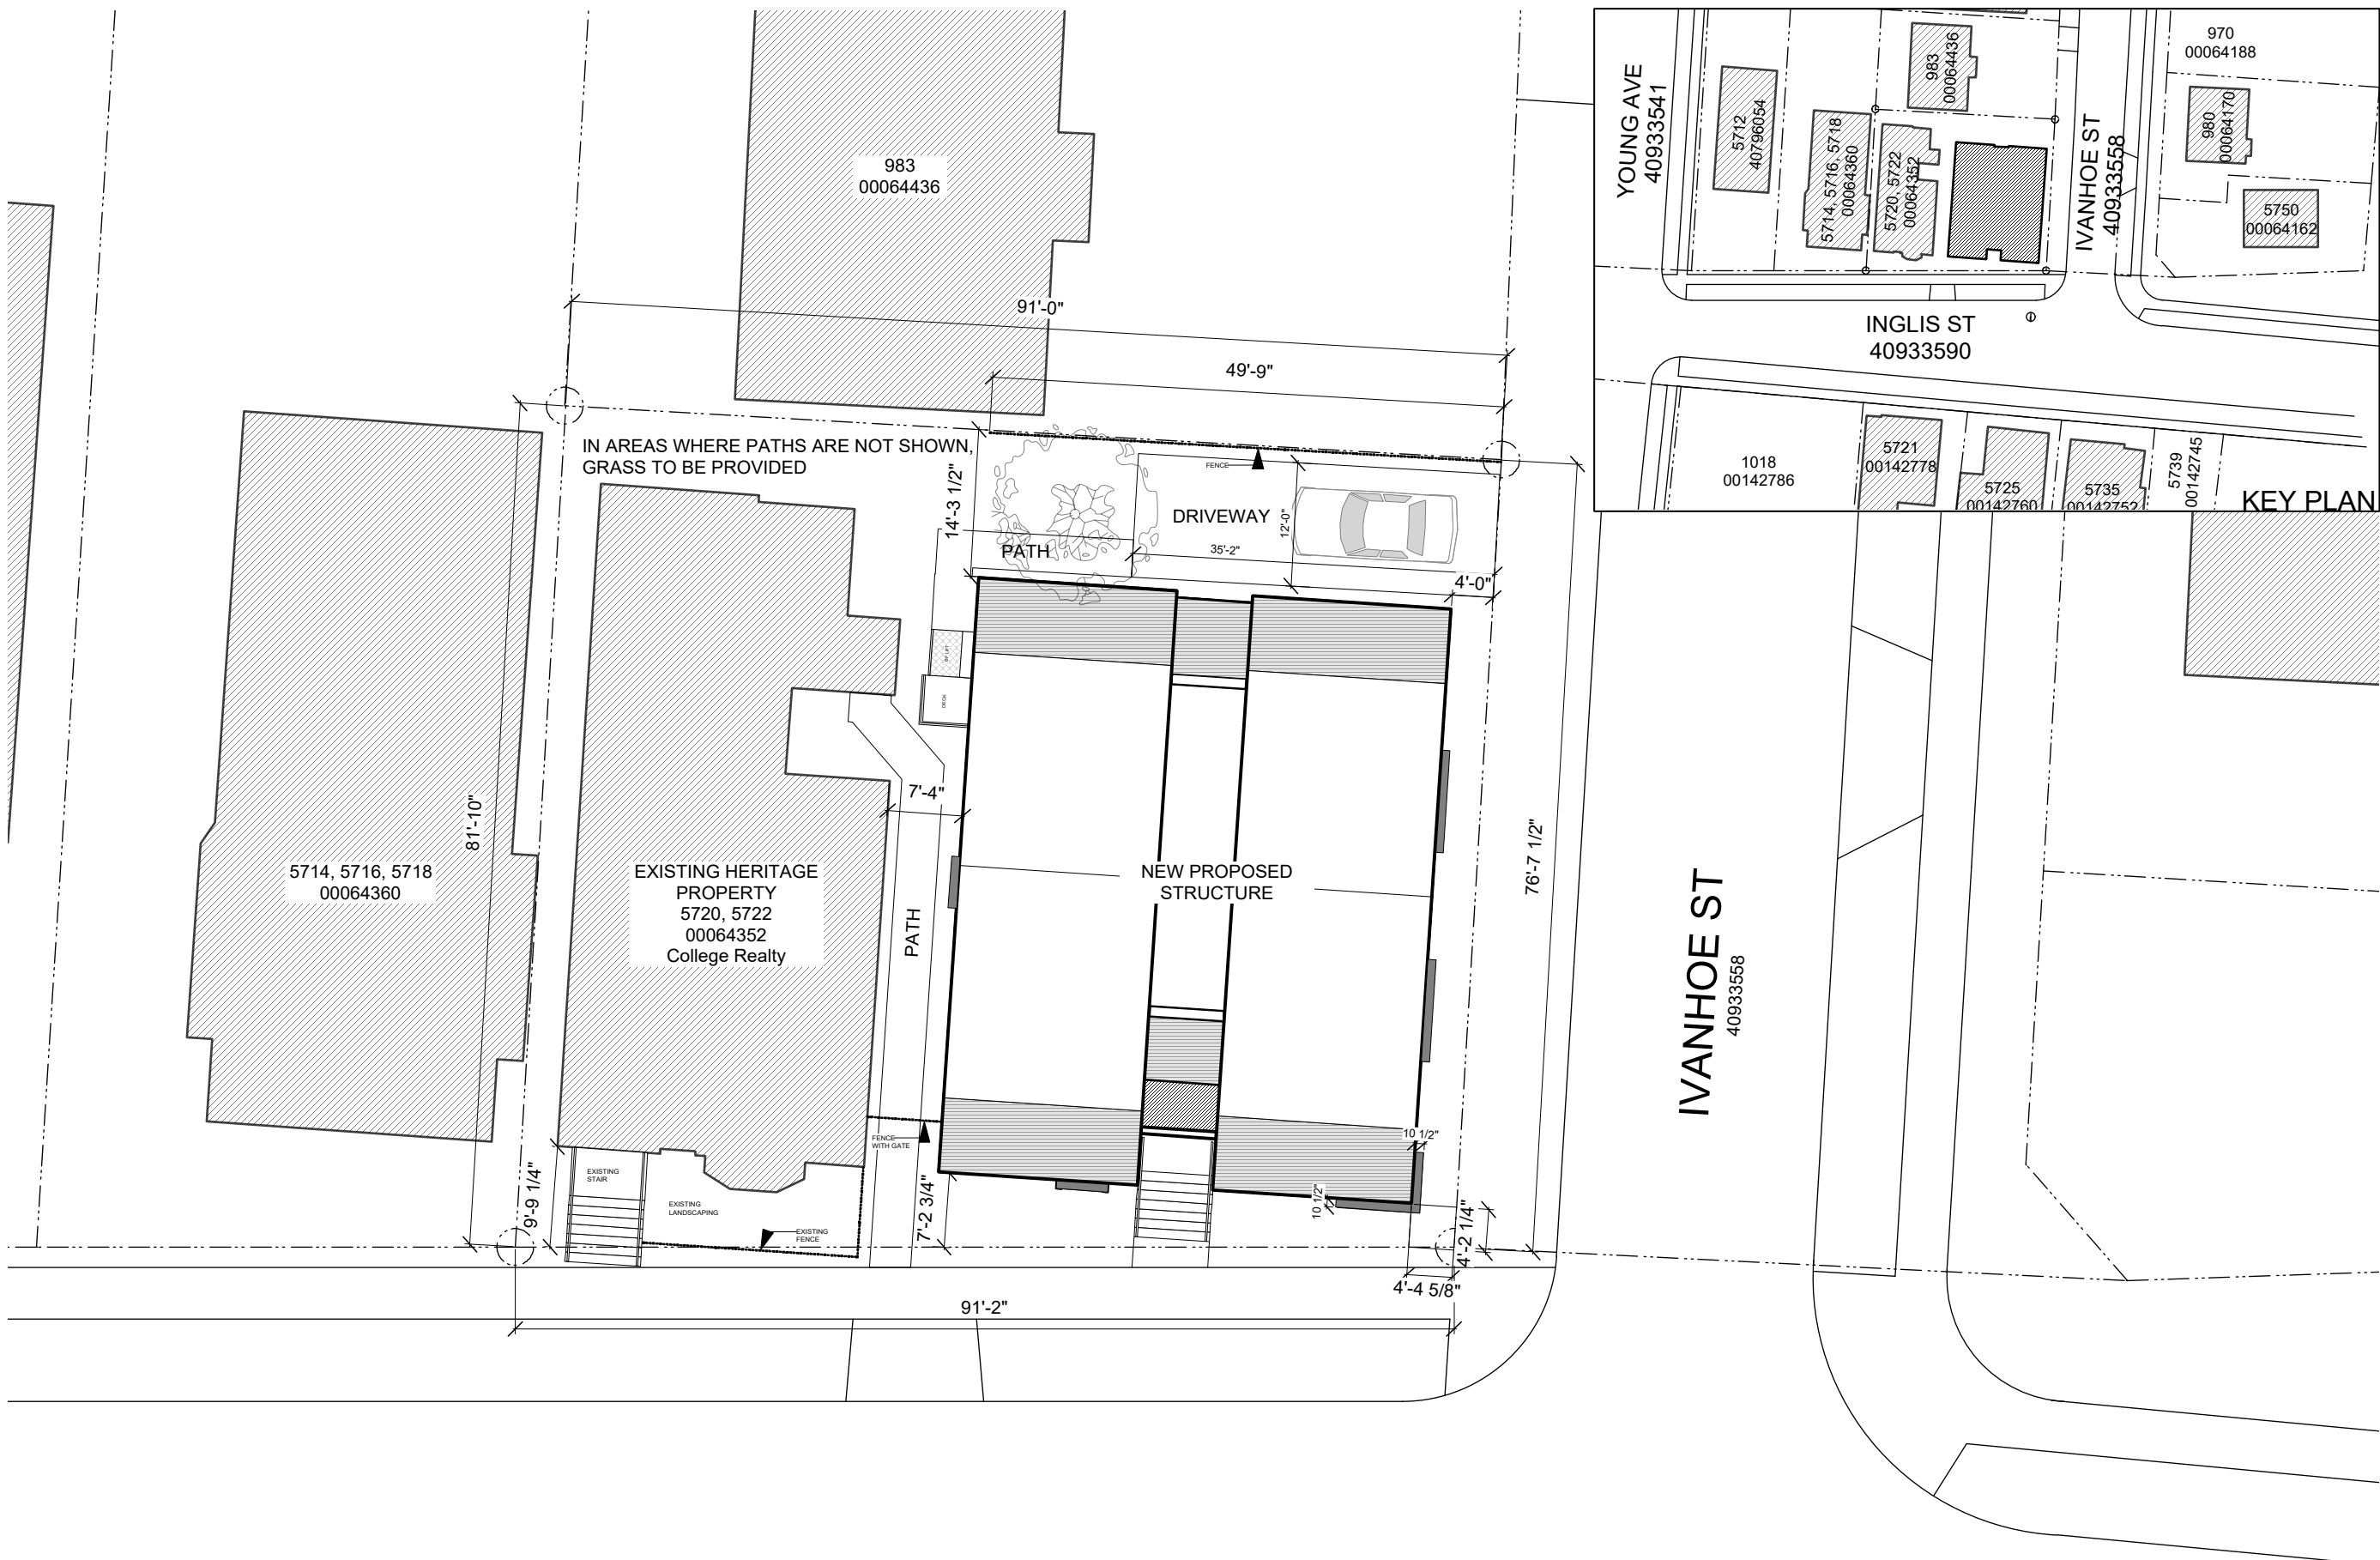 983
00064436
91'-0"
49'-9"
IN AREAS WHERE PATHS ARE NOT SHOWN,
GRASS TO BE PROVIDED
14'-3 1/2"
FENCE
DRIVEWAY
12'-0"
35'-2"
PATH
4'-0"
DECK
7'-4"
81'-10"
76'-7 1/2"
5714, 5716, 5718
00064360
EXISTING HERITAGE
PROPERTY
5720, 5722
00064352
College Realty
PATH
NEW PROPOSED
STRUCTURE
IVANHOE ST
40933558
FENCE
WITH GATE
10 1/2"
10 1/2"
9'-9 1/4"
EXISTING
STAIR
EXISTING
LANDSCAPING
EXISTING
FENCE
7'-2 3/4"
4'-2 1/4"
4'-4 5/8"
91'-2"
YOUNG AVE
40933541
5712
40796054
5714, 5716, 5718
00064360
5720, 5722
00064352
983
00064436
IVANHOE ST
40933558
970
00064188
980
00064170
5750
00064162
INGLIS ST
40933590
1018
00142786
5721
00142778
5725
00142760
5735
00142752
5739
00142745
KEY PLAN